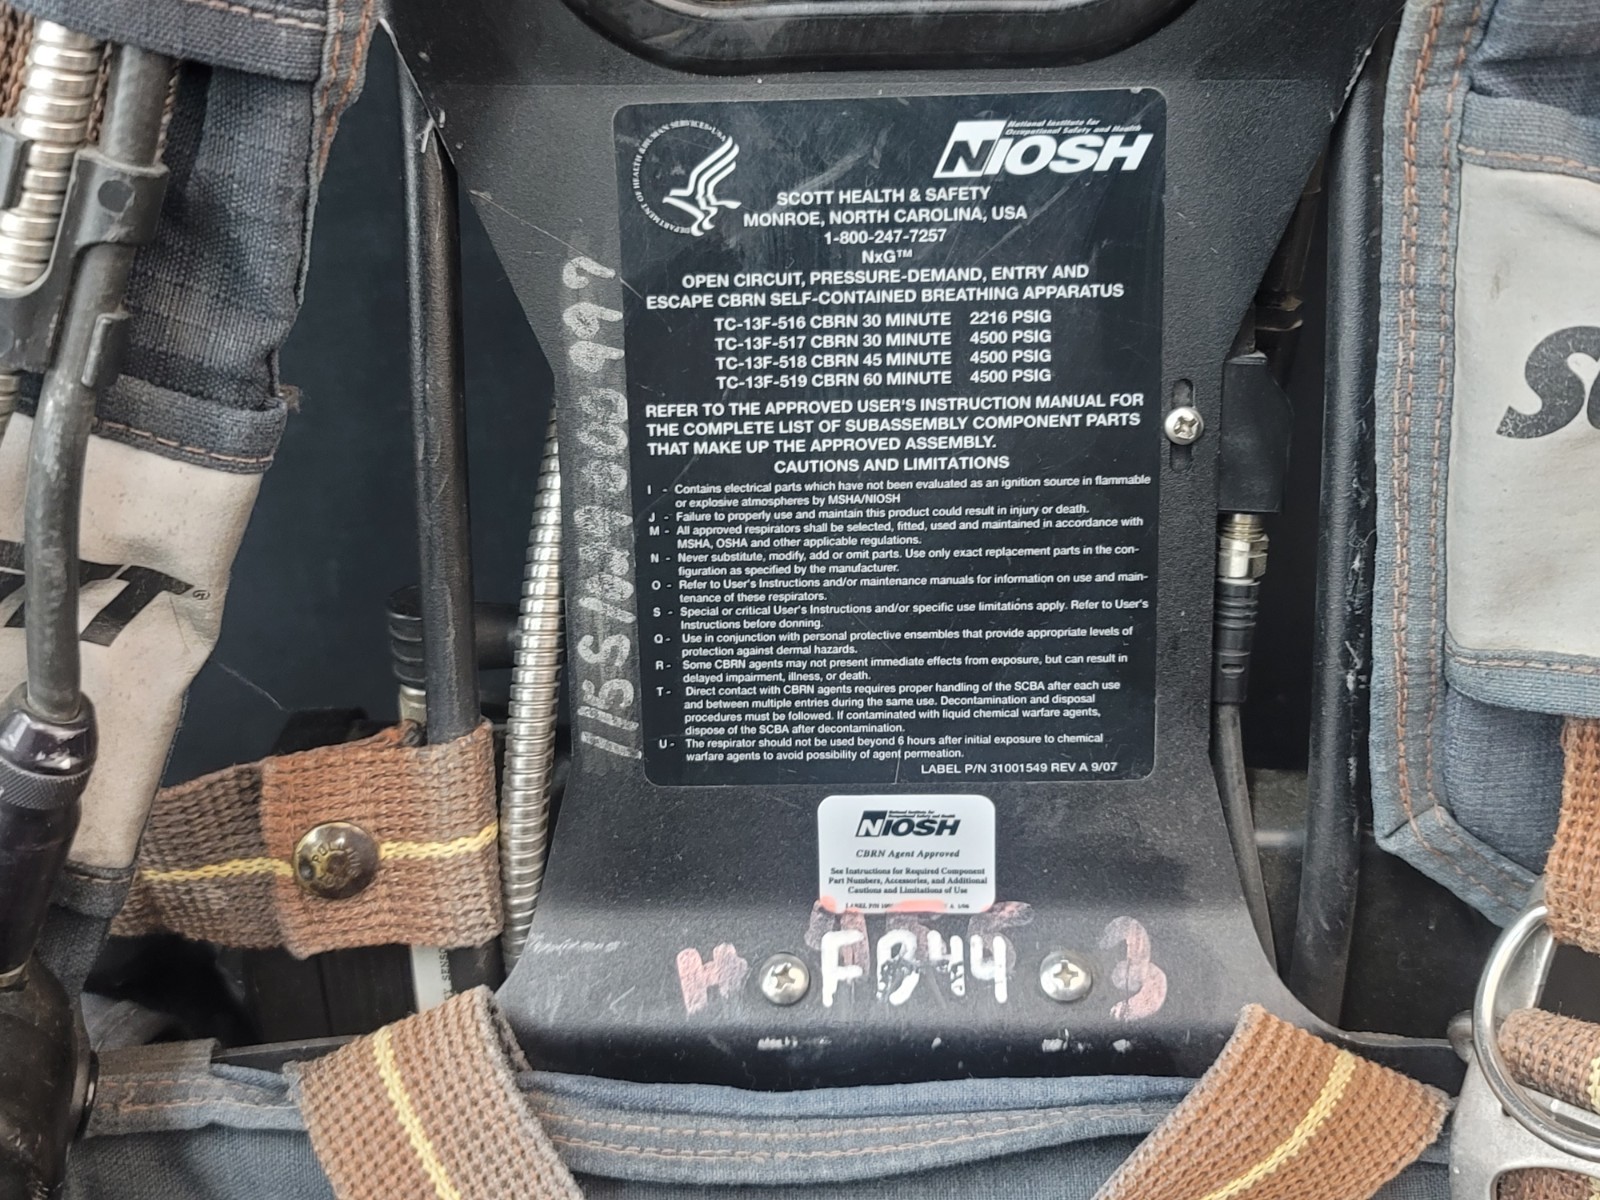 DEPARTMENT OF HEALTH & HUMAN SERVICES • USA
National Institute for
Occupational Safety and Health
NIOSH
SCOTT HEALTH & SAFETY
MONROE, NORTH CAROLINA, USA
1-800-247-7257
NxG™
OPEN CIRCUIT, PRESSURE-DEMAND, ENTRY AND
ESCAPE CBRN SELF-CONTAINED BREATHING APPARATUS
TC-13F-516 CBRN 30 MINUTE 2216 PSIG
TC-13F-517 CBRN 30 MINUTE 4500 PSIG
TC-13F-518 CBRN 45 MINUTE 4500 PSIG
TC-13F-519 CBRN 60 MINUTE 4500 PSIG
REFER TO THE APPROVED USER'S INSTRUCTION MANUAL FOR
THE COMPLETE LIST OF SUBASSEMBLY COMPONENT PARTS
THAT MAKE UP THE APPROVED ASSEMBLY.
CAUTIONS AND LIMITATIONS
I - Contains electrical parts which have not been evaluated as an ignition source in flammable
or explosive atmospheres by MSHA/NIOSH
J - Failure to properly use and maintain this product could result in injury or death.
M - All approved respirators shall be selected, fitted, used and maintained in accordance with
MSHA, OSHA and other applicable regulations.
N - Never substitute, modify, add or omit parts. Use only exact replacement parts in the con-
figuration as specified by the manufacturer.
O - Refer to User's Instructions and/or maintenance manuals for information on use and main-
tenance of these respirators.
S - Special or critical User's Instructions and/or specific use limitations apply. Refer to User's
Instructions before donning.
Q - Use in conjunction with personal protective ensembles that provide appropriate levels of
protection against dermal hazards.
R - Some CBRN agents may not present immediate effects from exposure, but can result in
delayed impairment, illness, or death.
T - Direct contact with CBRN agents requires proper handling of the SCBA after each use
and between multiple entries during the same use. Decontamination and disposal
procedures must be followed. If contaminated with liquid chemical warfare agents,
dispose of the SCBA after decontamination.
U - The respirator should not be used beyond 6 hours after initial exposure to chemical
warfare agents to avoid possibility of agent permeation.
LABEL P/N 31001549 REV A 9/07
National Institute for
Occupational Safety and Health
NIOSH
CBRN Agent Approved
See Instructions for Required Component
Part Numbers, Accessories, and Additional
Cautions and Limitations of Use
LABEL P/N
H FB44 3
PULL